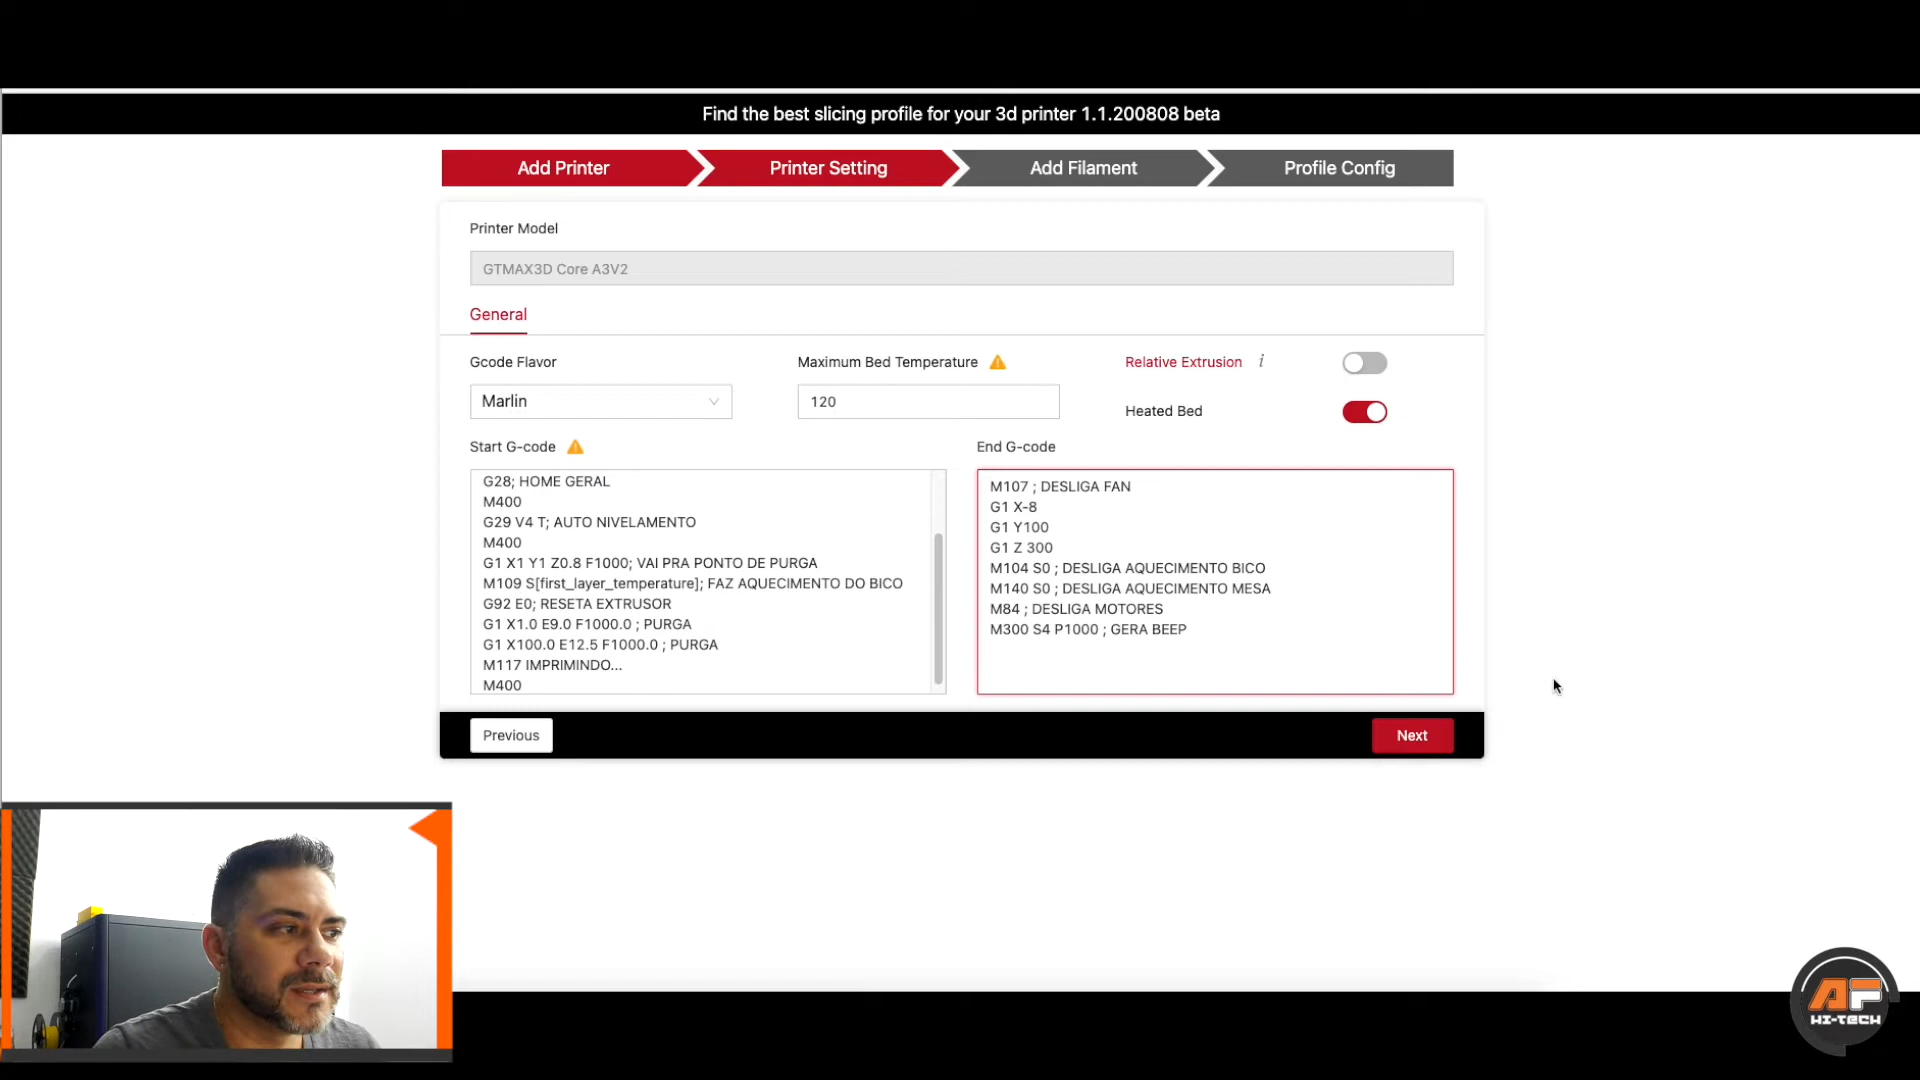 Find the best slicing profile for your 3d printer 1.1.200808 beta
Add Printer
Printer Setting
Add Filament
Profile Config
Printer Model
GTMAX3D Core A3V2
General
Gcode Flavor
Maximum Bed Temperature
Relative Extrusion i
Marlin
120
Heated Bed
Start G-code
End G-code
G28; HOME GERAL
M400
G29 V4 T; AUTO NIVELAMENTO
M400
G1 X1 Y1 Z0.8 F1000; VAI PRA PONTO DE PURGA
M109 S[first_layer_temperature]; FAZ AQUECIMENTO DO BICO
G92 E0; RESETA EXTRUSOR
G1 X1.0 E9.0 F1000.0 ; PURGA
G1 X100.0 E12.5 F1000.0 ; PURGA
M117 IMPRIMINDO...
M400
M107 ; DESLIGA FAN
G1 X-8
G1 Y100
G1 Z 300
M104 S0 ; DESLIGA AQUECIMENTO BICO
M140 S0 ; DESLIGA AQUECIMENTO MESA
M84 ; DESLIGA MOTORES
M300 S4 P1000 ; GERA BEEP
Previous
Next
AF
HI-TECH